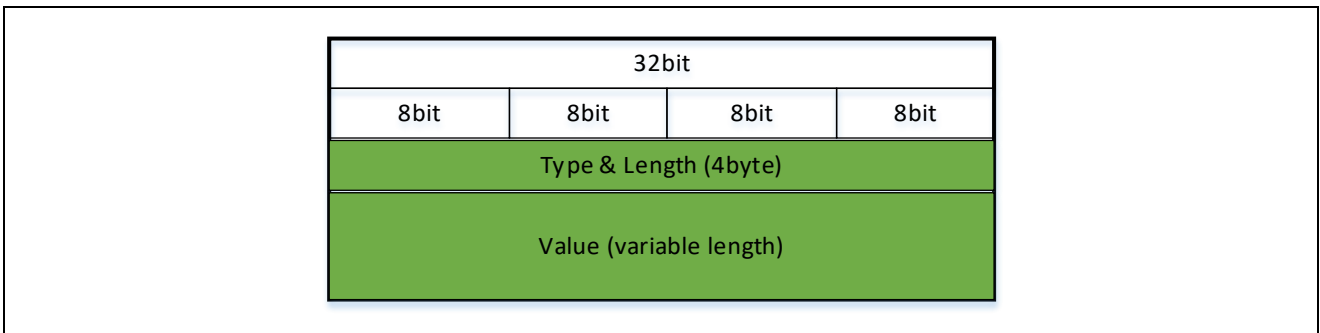 32bit
8bit 8bit 8bit 8bit
Type & Length (4byte)
Value (variable length)